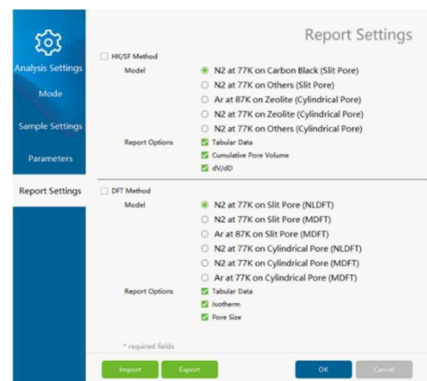 Report Settings
Analysis Settings
Mode
Sample Settings
Parameters
Report Settings
HK/SF Method
Model
N2 at 77K on Carbon Black (Slit Pore)
N2 at 77K on Others (Slit Pore)
Ar at 87K on Zeolite (Cylindrical Pore)
N2 at 77K on Zeolite (Cylindrical Pore)
N2 at 77K on Others (Cylindrical Pore)
Report Options
Tabular Data
Cumulative Pore Volume
dV/dD
DFT Method
Model
N2 at 77K on Slit Pore (NLDFT)
N2 at 77K on Slit Pore (MDFT)
Ar at 87K on Slit Pore (MDFT)
N2 at 77K on Cylindrical Pore (NLDFT)
N2 at 77K on Cylindrical Pore (MDFT)
Ar at 77K on Cylindrical Pore (MDFT)
Report Options
Tabular Data
Isotherm
Pore Size
* required fields
Import
Export
OK
Cancel